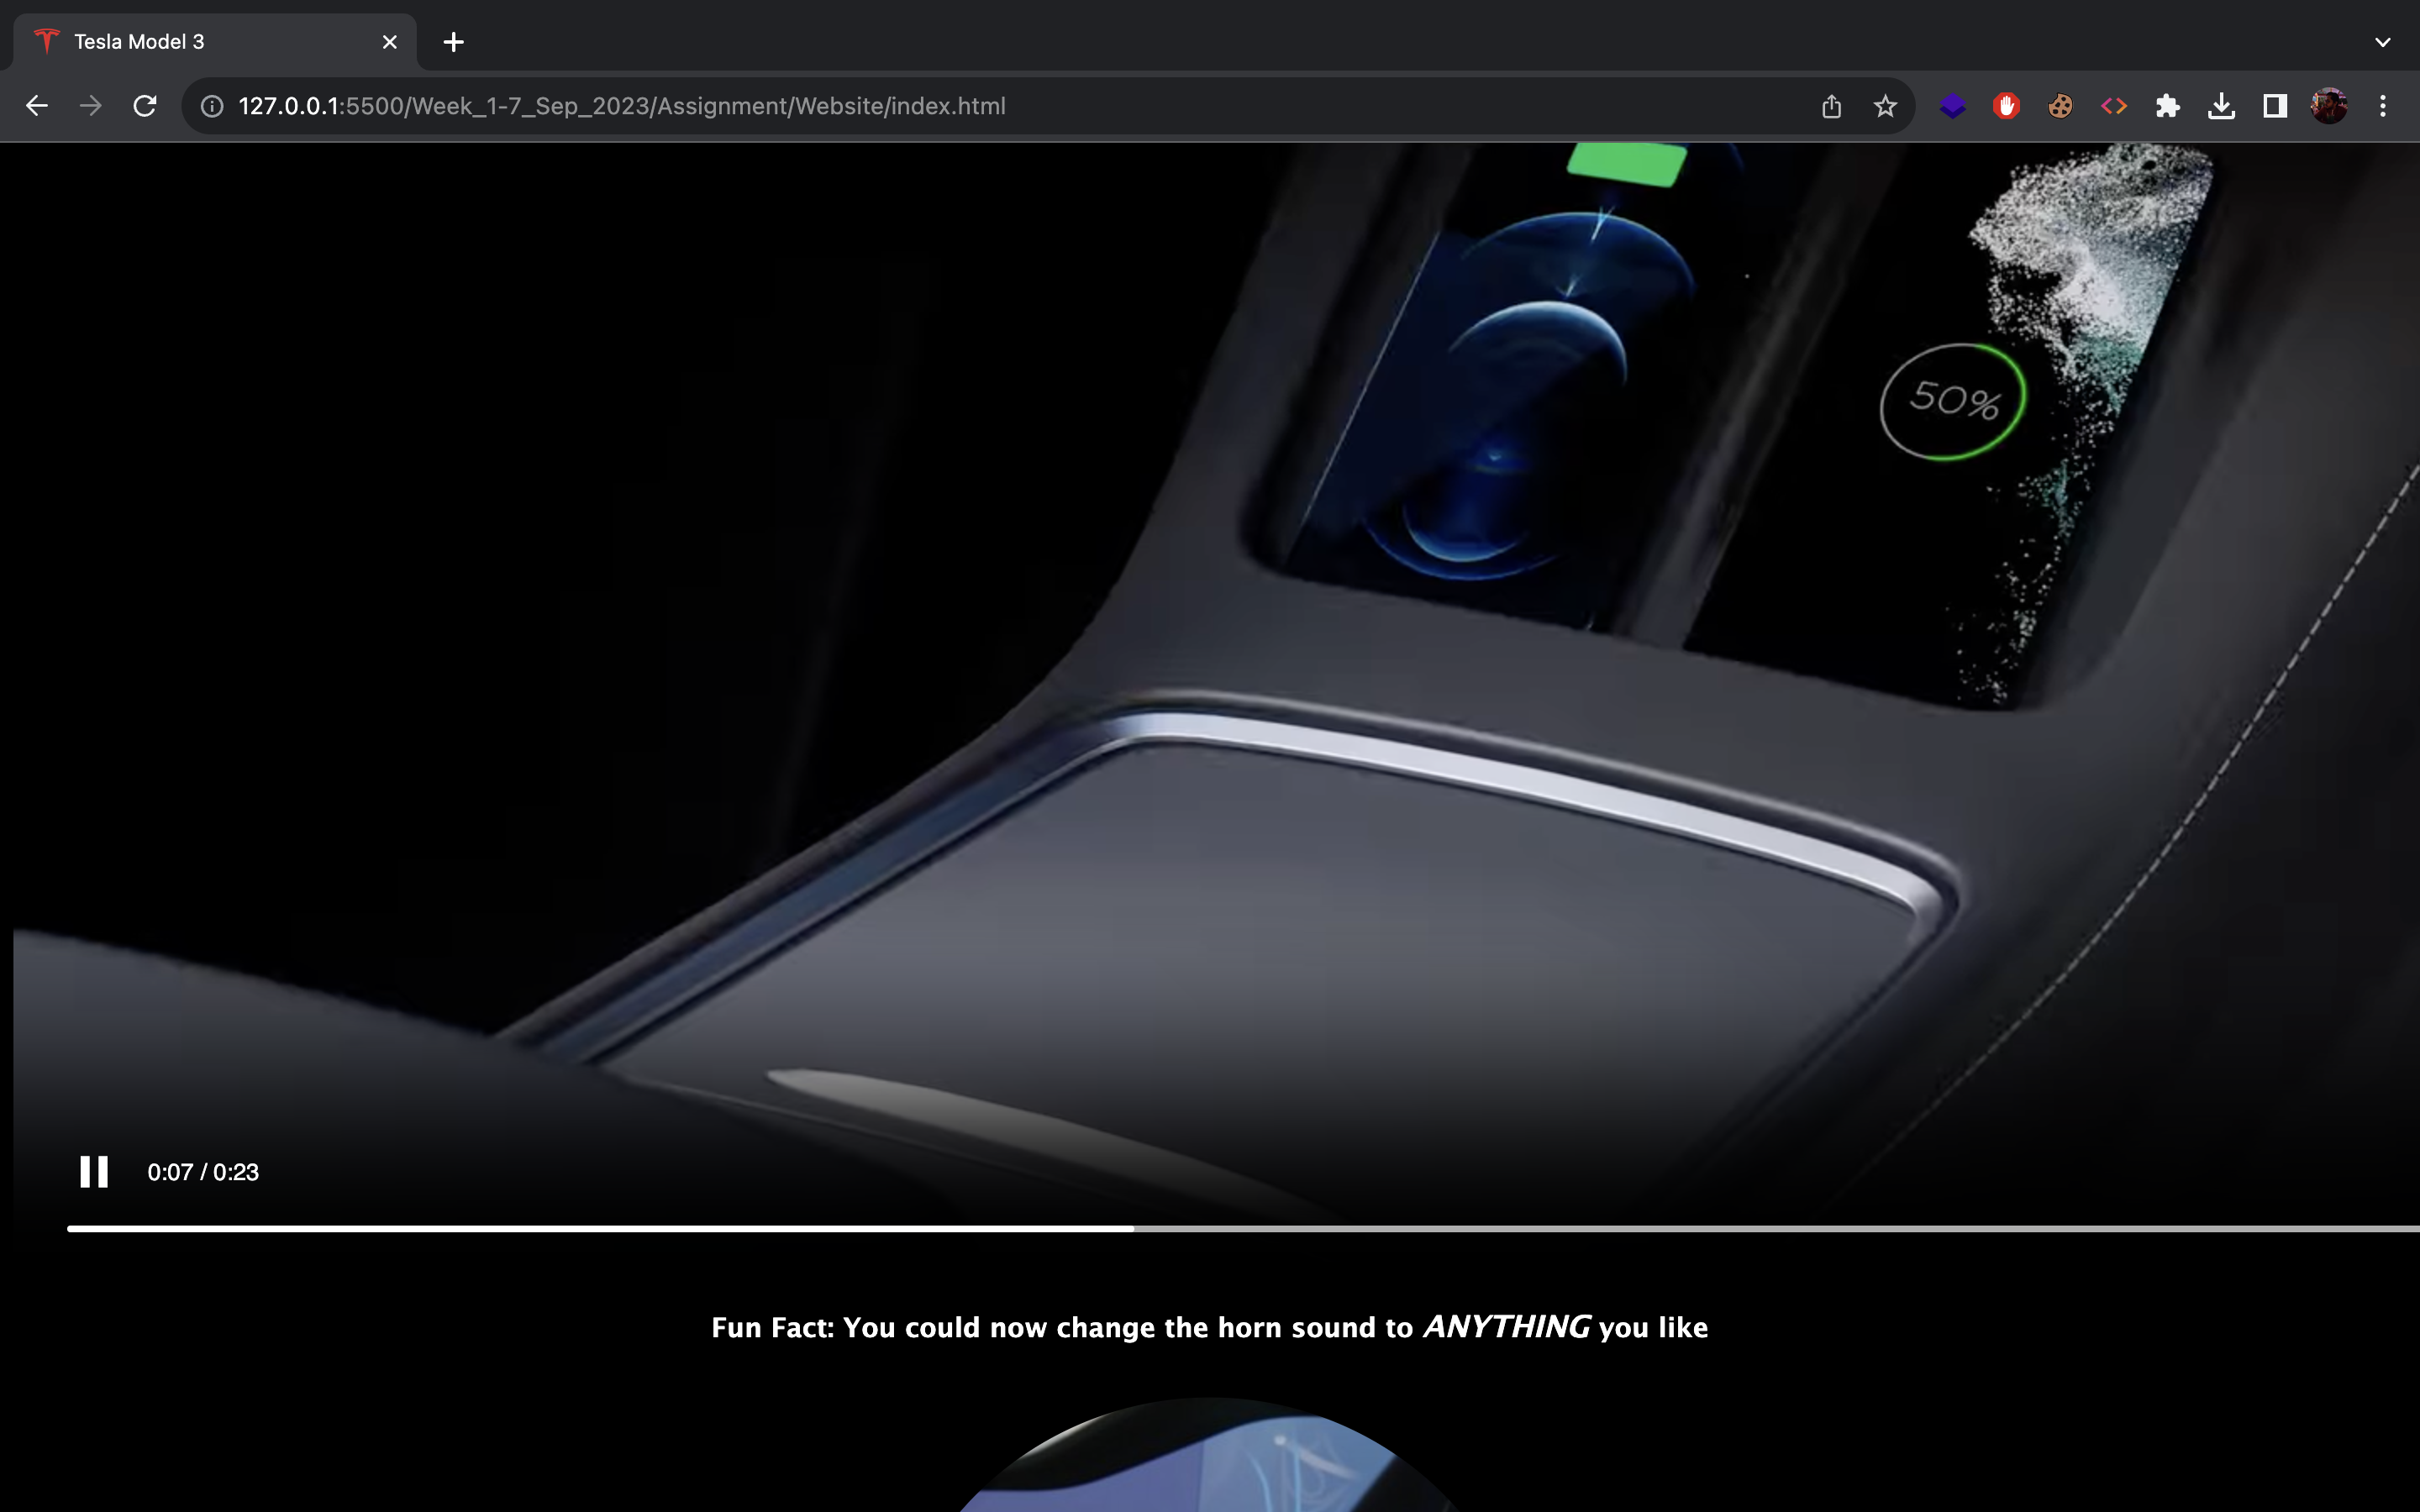 Tesla Model 3
127.0.0.1:5500/Week_1-7_Sep_2023/Assignment/Website/index.html
50%
0:07 / 0:23
Fun Fact: You could now change the horn sound to ANYTHING you like